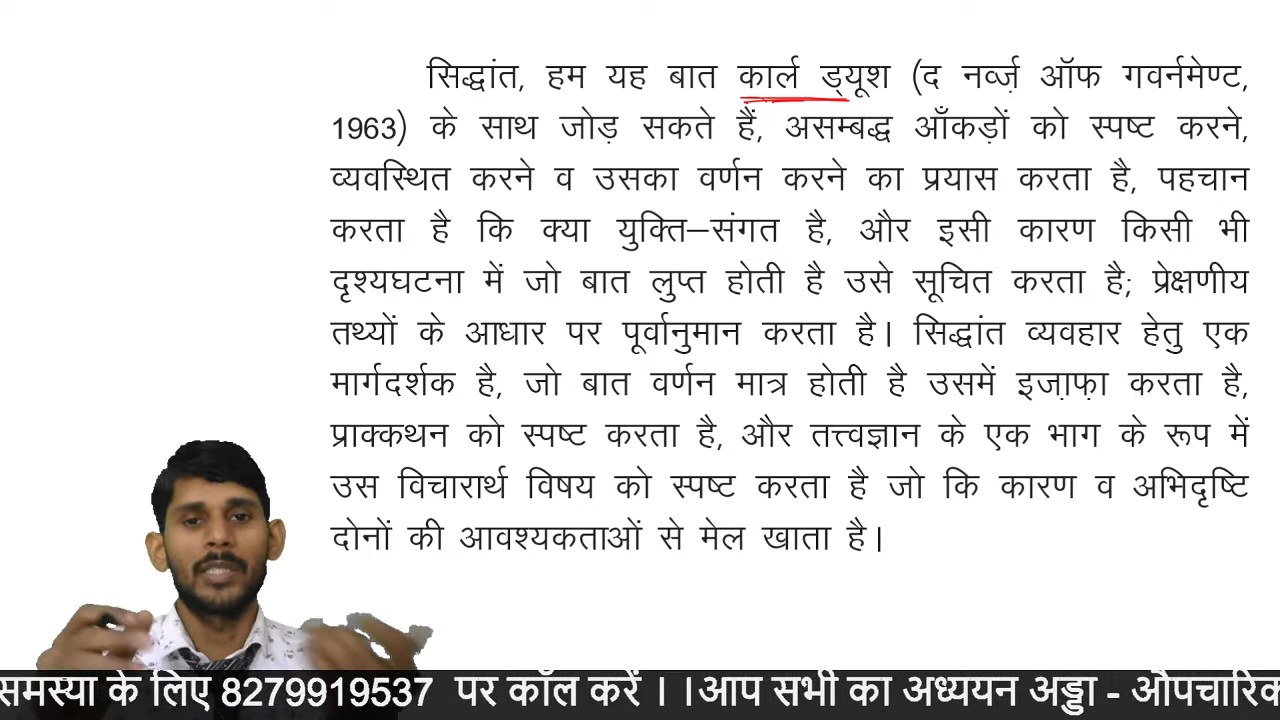 सिद्धांत, हम यह बात कार्ल ड्यूश (द नर्व्ज़ ऑफ गवर्नमेण्ट,
1963) के साथ जोड़ सकते हैं, असम्बद्ध आँकड़ों को स्पष्ट करने,
व्यवस्थित करने व उसका वर्णन करने का प्रयास करता है, पहचान
करता है कि क्या युक्ति–संगत है, और इसी कारण किसी भी
दृश्यघटना में जो बात लुप्त होती है उसे सूचित करता है; प्रेक्षणीय
तथ्यों के आधार पर पूर्वानुमान करता है। सिद्धांत व्यवहार हेतु एक
मार्गदर्शक है, जो बात वर्णन मात्र होती है उसमें इज़ाफ़ा करता है,
प्राक्कथन को स्पष्ट करता है, और तत्त्वज्ञान के एक भाग के रूप में
उस विचारार्थ विषय को स्पष्ट करता है जो कि कारण व अभिदृष्टि
दोनों की आवश्यकताओं से मेल खाता है।
समस्या के लिए 8279919537 पर कॉल करें । ।आप सभी का अध्ययन अड्डा - औपचारिक